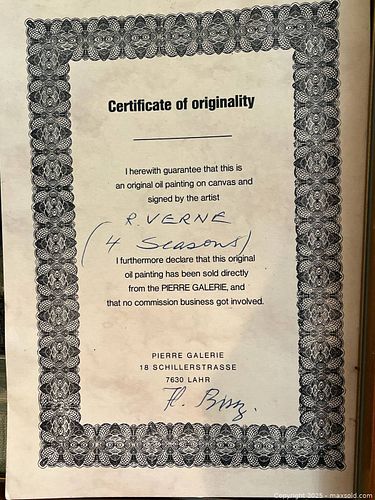 Certificate of originality
I herewith guarantee that this is
an original oil painting on canvas and
signed by the artist
R. VERNE
(4 Seasons)
I furthermore declare that this original
oil painting has been sold directly
from the PIERRE GALERIE, and
that no commission business got involved.
PIERRE GALERIE
18 SCHILLERSTRASSE
7630 LAHR
Copyright 2025 - maxsold.com